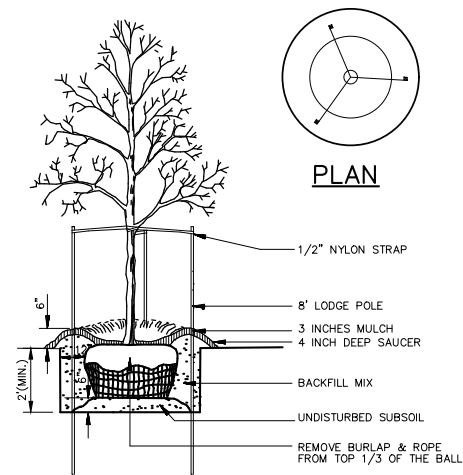 PLAN
1/2" NYLON STRAP
8' LODGE POLE
3 INCHES MULCH
4 INCH DEEP SAUCER
BACKFILL MIX
UNDISTURBED SUBSOIL
REMOVE BURLAP & ROPE
FROM TOP 1/3 OF THE BALL
6"
2'(MIN.)
6"